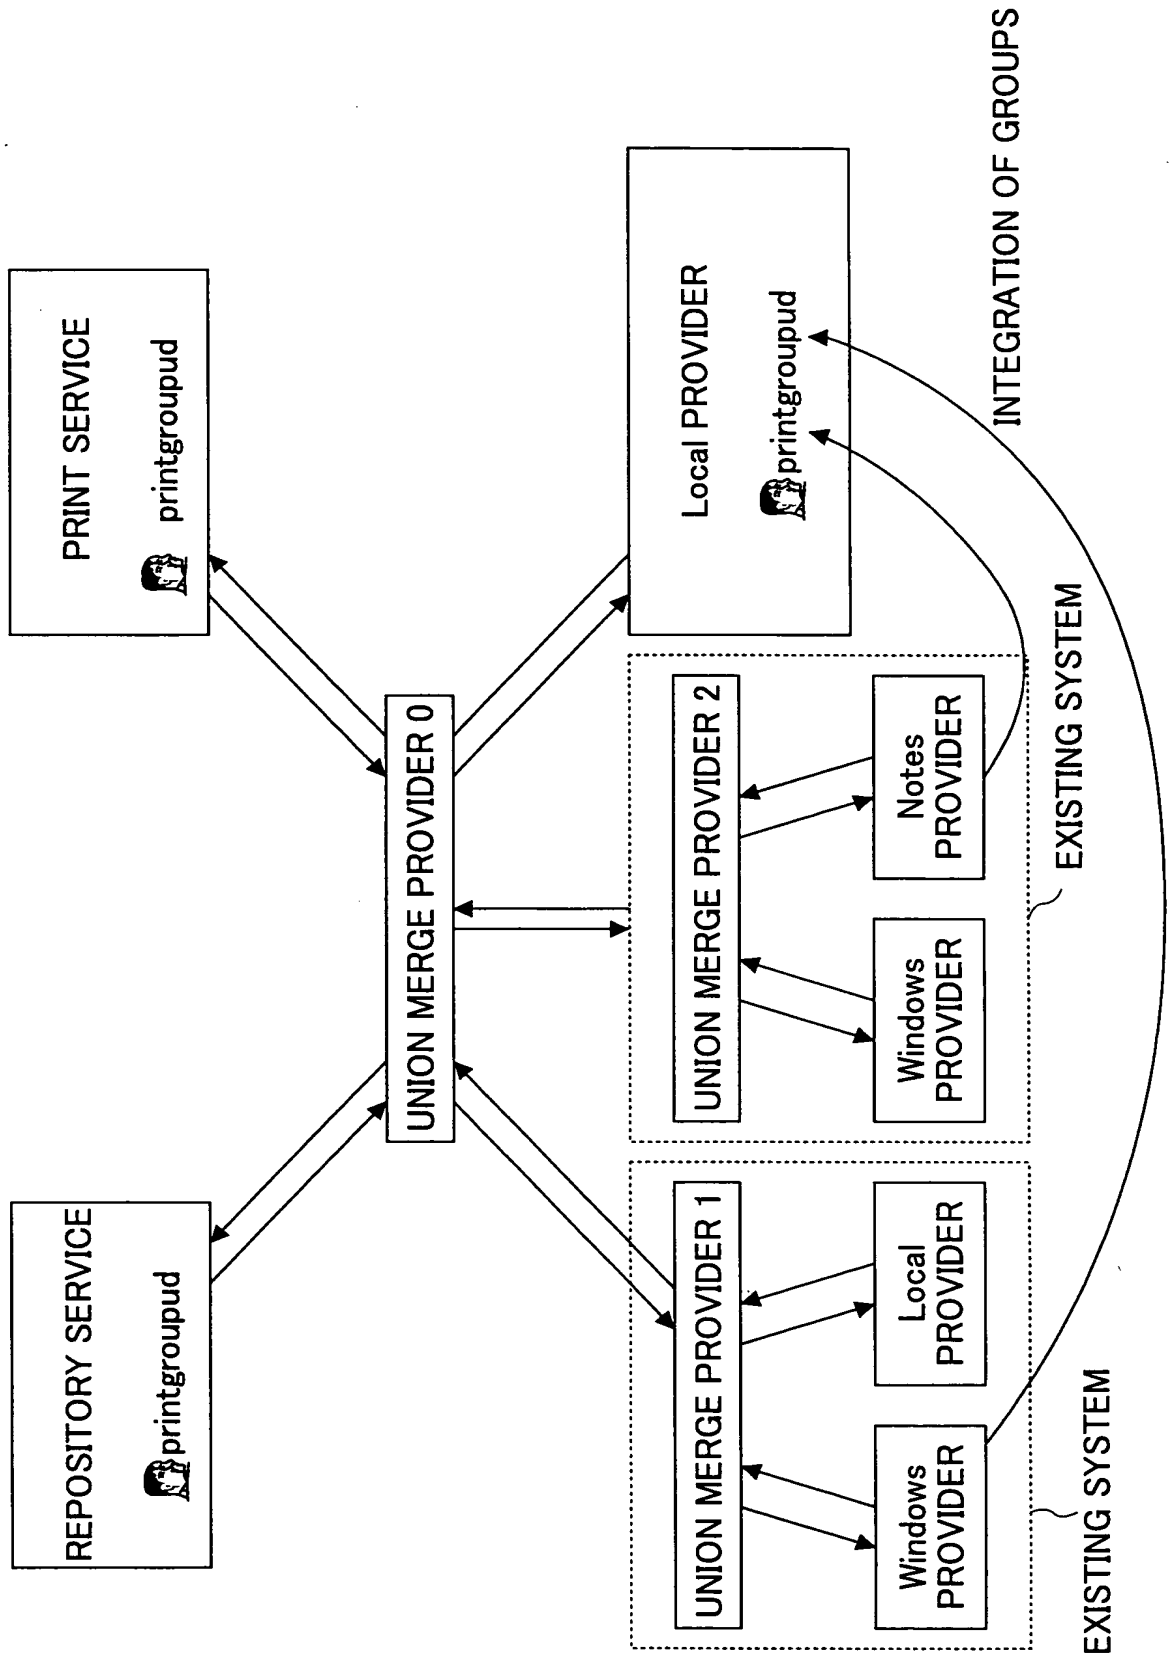 REPOSITORY SERVICE
printgroupud
PRINT SERVICE
printgroupud
UNION MERGE PROVIDER 0
UNION MERGE PROVIDER 1
Windows
PROVIDER
Local
PROVIDER
EXISTING SYSTEM
UNION MERGE PROVIDER 2
Windows
PROVIDER
Notes
PROVIDER
EXISTING SYSTEM
Local PROVIDER
printgroupud
INTEGRATION OF GROUPS